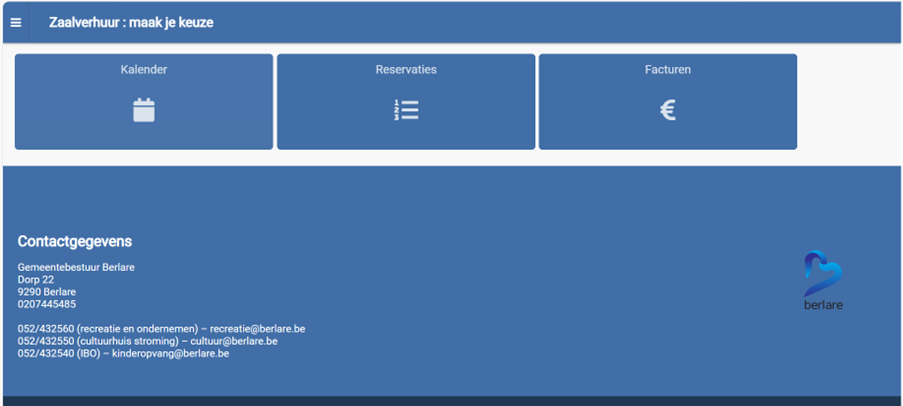 Zaalverhuur : maak je keuze
Kalender
Reservaties
Facturen
Contactgegevens
Gemeentebestuur Berlare
Dorp 22
9290 Berlare
0207445485
052/432560 (recreatie en ondernemen) – recreatie@berlare.be
052/432550 (cultuurhuis stroming) – cultuur@berlare.be
052/432540 (IBO) – kinderopvang@berlare.be
berlare